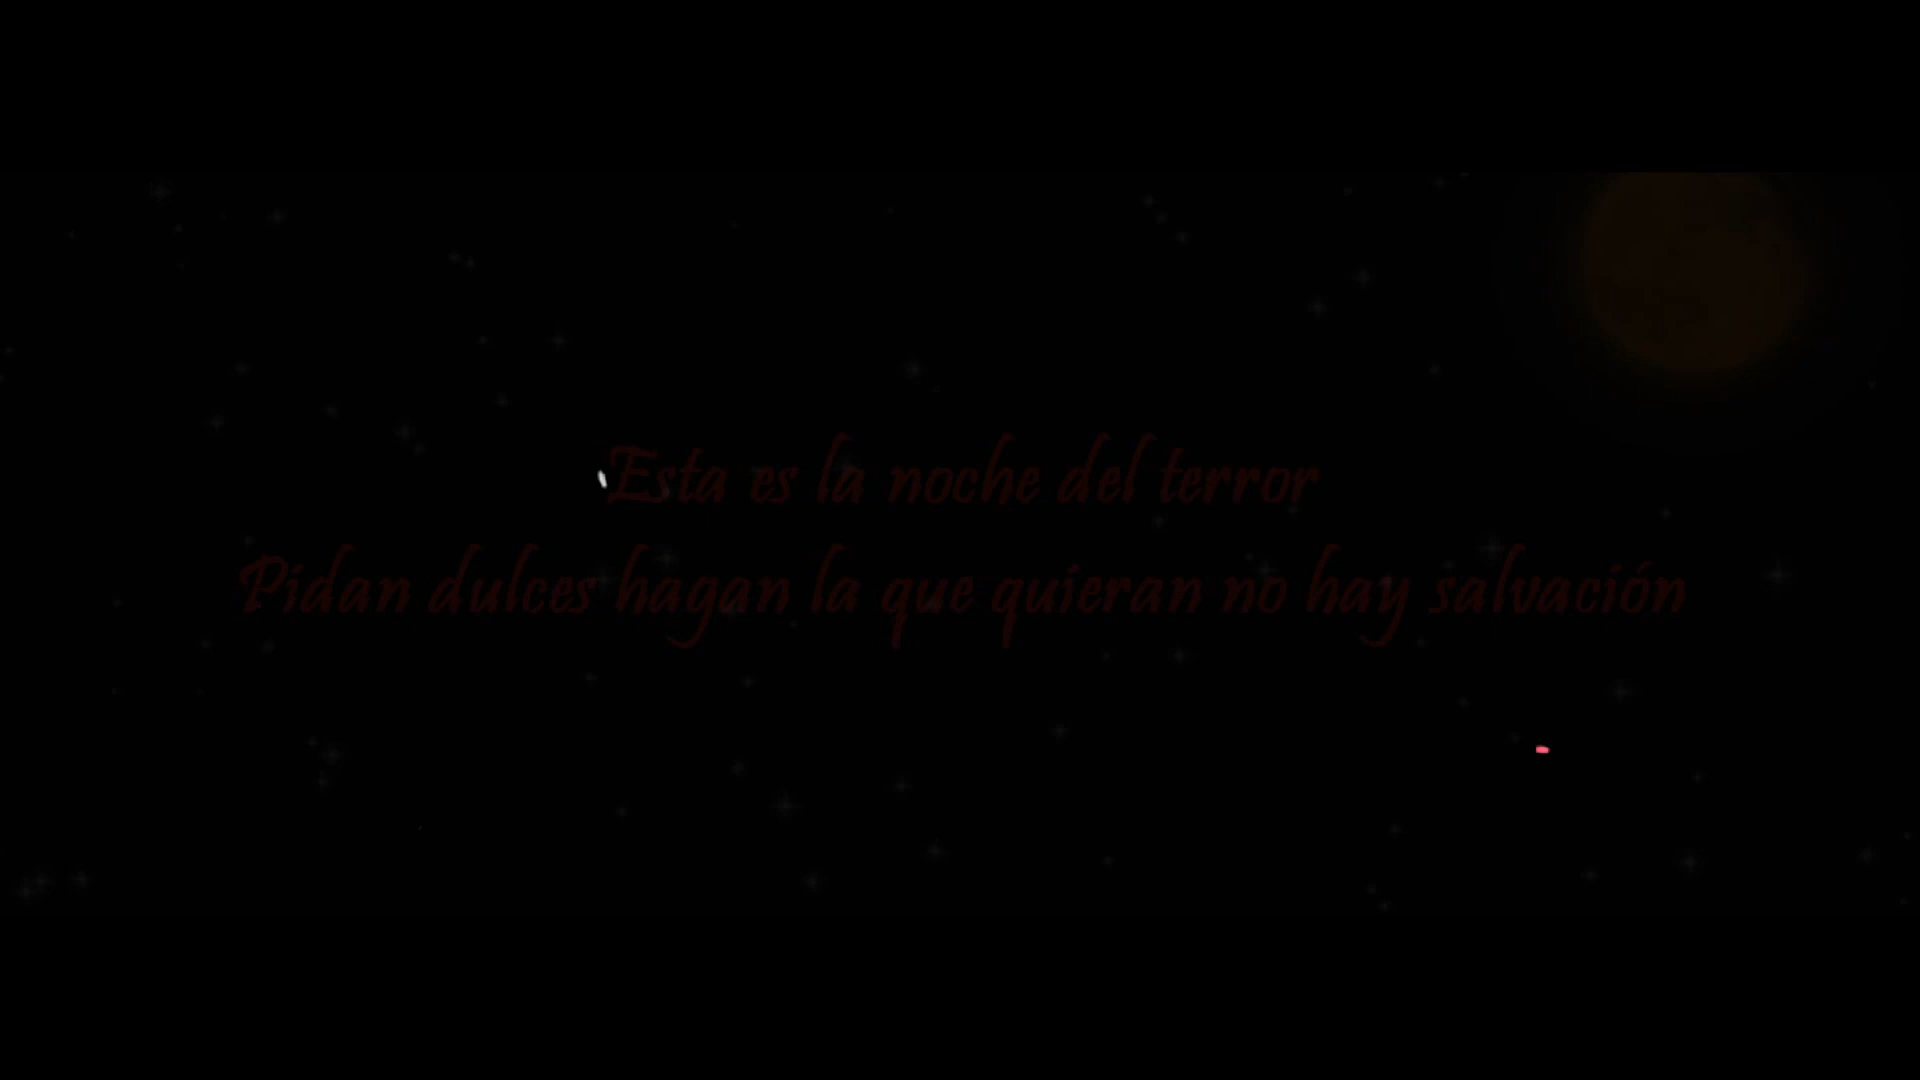 Esta es la noche del terror
Pidan dulces hagan la que quieran no hay salvación